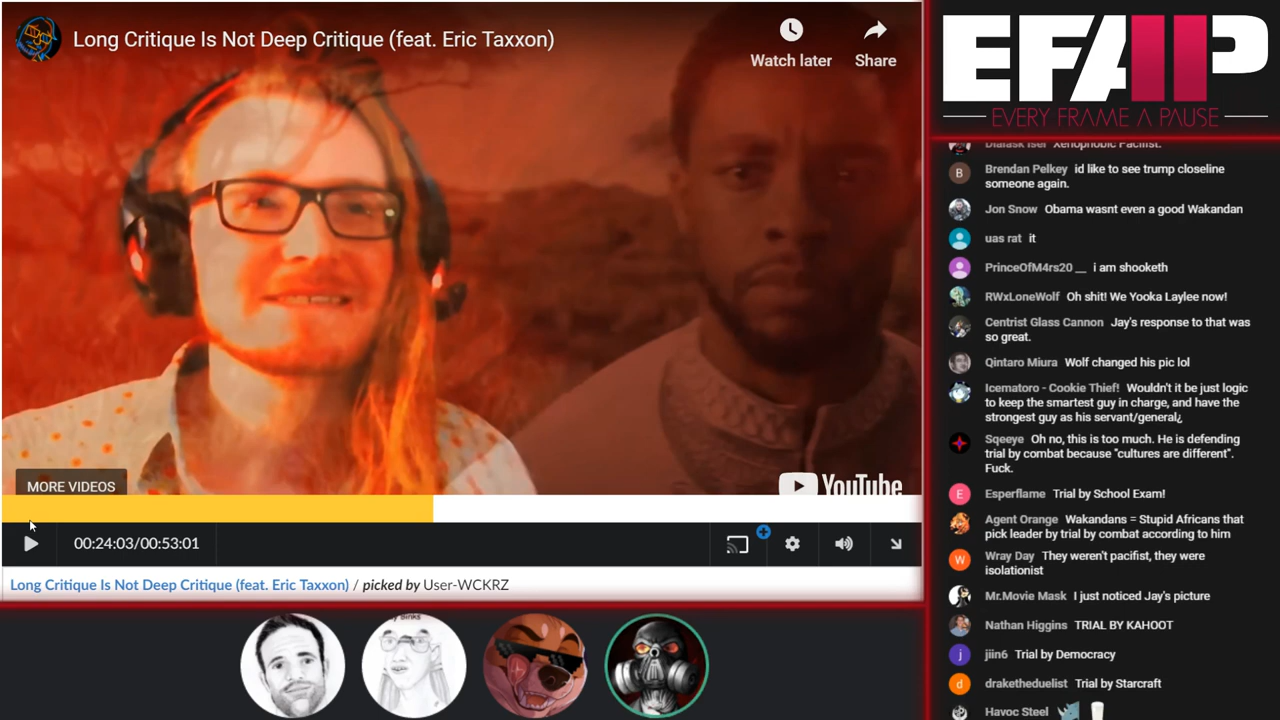 Long Critique Is Not Deep Critique (feat. Eric Taxxon)
Watch later
Share
MORE VIDEOS
YouTube
00:24:03/00:53:01
Long Critique Is Not Deep Critique (feat. Eric Taxxon) / picked by User-WCKRZ
EFAP
EVERY FRAME A PAUSE
Xenophobic Pacifist.
Brendan Pelkey id like to see trump closeline
someone again.
Jon Snow Obama wasnt even a good Wakandan
uas rat it
PrinceOfM4rs20 __ i am shooketh
RWxLoneWolf Oh shit! We Yooka Laylee now!
Centrist Glass Cannon Jay's response to that was
so great.
Qintaro Miura Wolf changed his pic lol
Icematoro - Cookie Thief! Wouldn't it be just logic
to keep the smartest guy in charge, and have the
strongest guy as his servant/general¿
Sqeeye Oh no, this is too much. He is defending
trial by combat because "cultures are different".
Fuck.
Esperflame Trial by School Exam!
Agent Orange Wakandans = Stupid Africans that
pick leader by trial by combat according to him
Wray Day They weren't pacifist, they were
isolationist
Mr.Movie Mask I just noticed Jay's picture
Nathan Higgins TRIAL BY KAHOOT
jiin6 Trial by Democracy
draketheduelist Trial by Starcraft
Havoc Steel